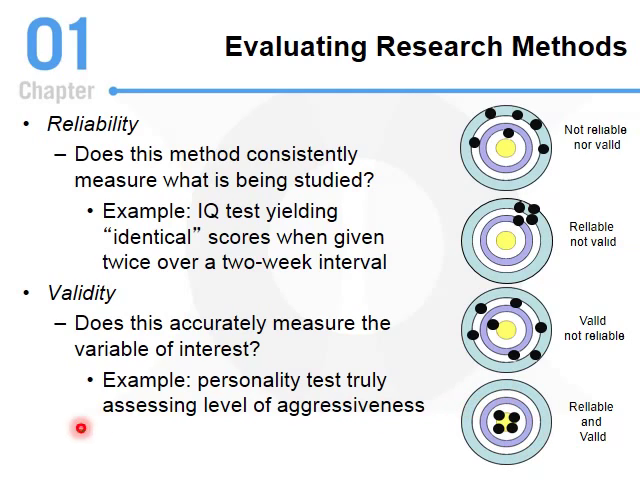 01
Chapter
Evaluating Research Methods
• Reliability
– Does this method consistently
measure what is being studied?
• Example: IQ test yielding
“identical” scores when given
twice over a two-week interval
• Validity
– Does this accurately measure the
variable of interest?
• Example: personality test truly
assessing level of aggressiveness
Not reliable
nor valid
Reliable
not valid
Valid
not reliable
Reliable
and
Valid